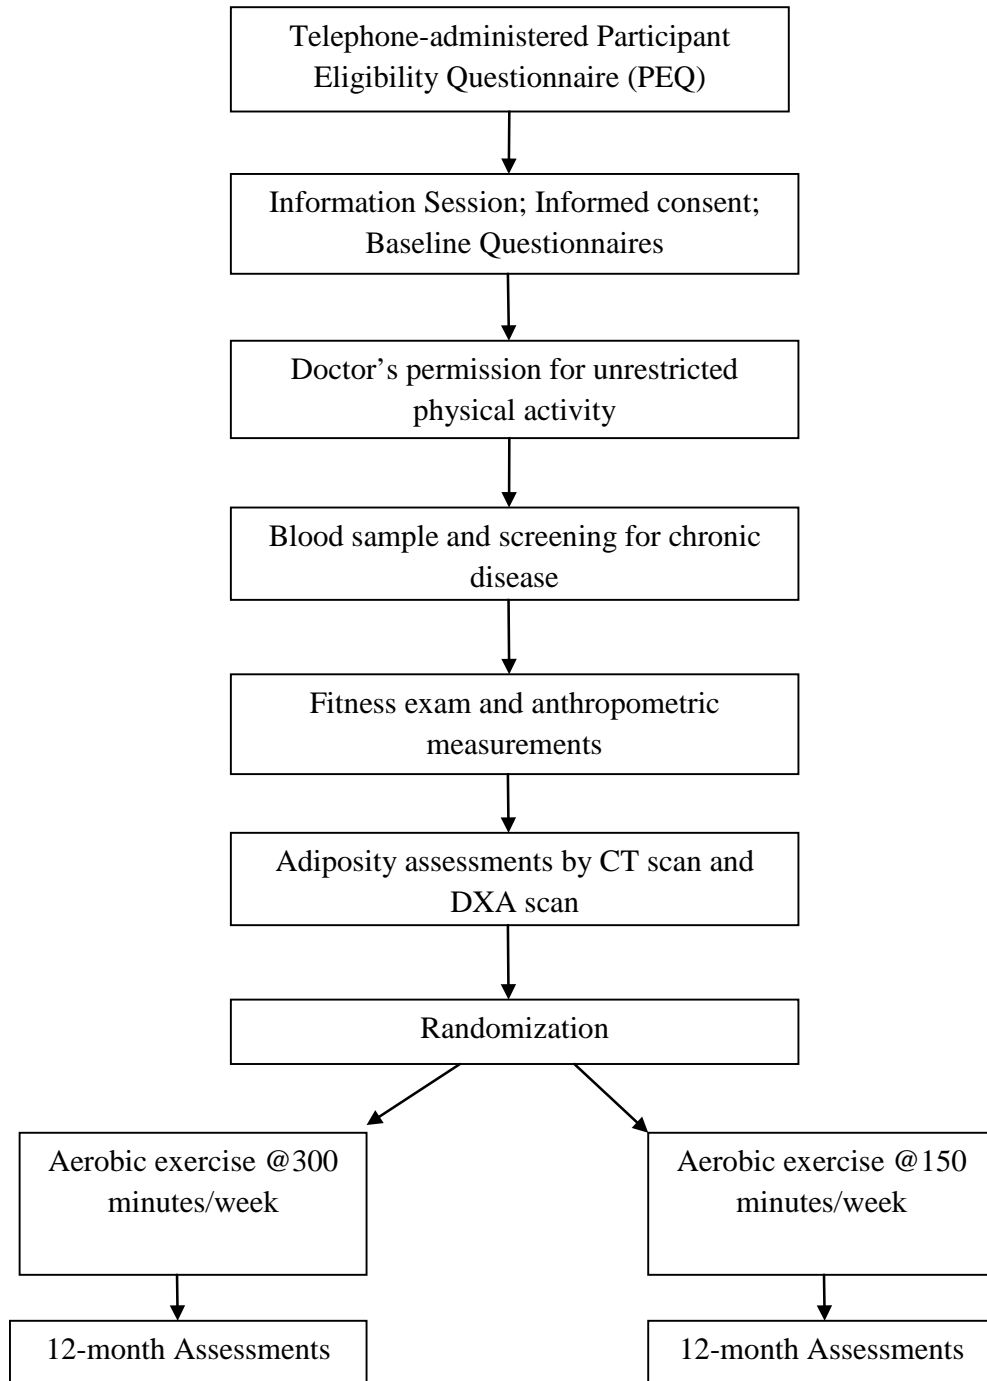 Telephone-administered Participant
Eligibility Questionnaire (PEQ)
Information Session; Informed consent;
Baseline Questionnaires
Doctor’s permission for unrestricted
physical activity
Blood sample and screening for chronic
disease
Fitness exam and anthropometric
measurements
Adiposity assessments by CT scan and
DXA scan
Randomization
Aerobic exercise @300
minutes/week
Aerobic exercise @150
minutes/week
12-month Assessments
12-month Assessments